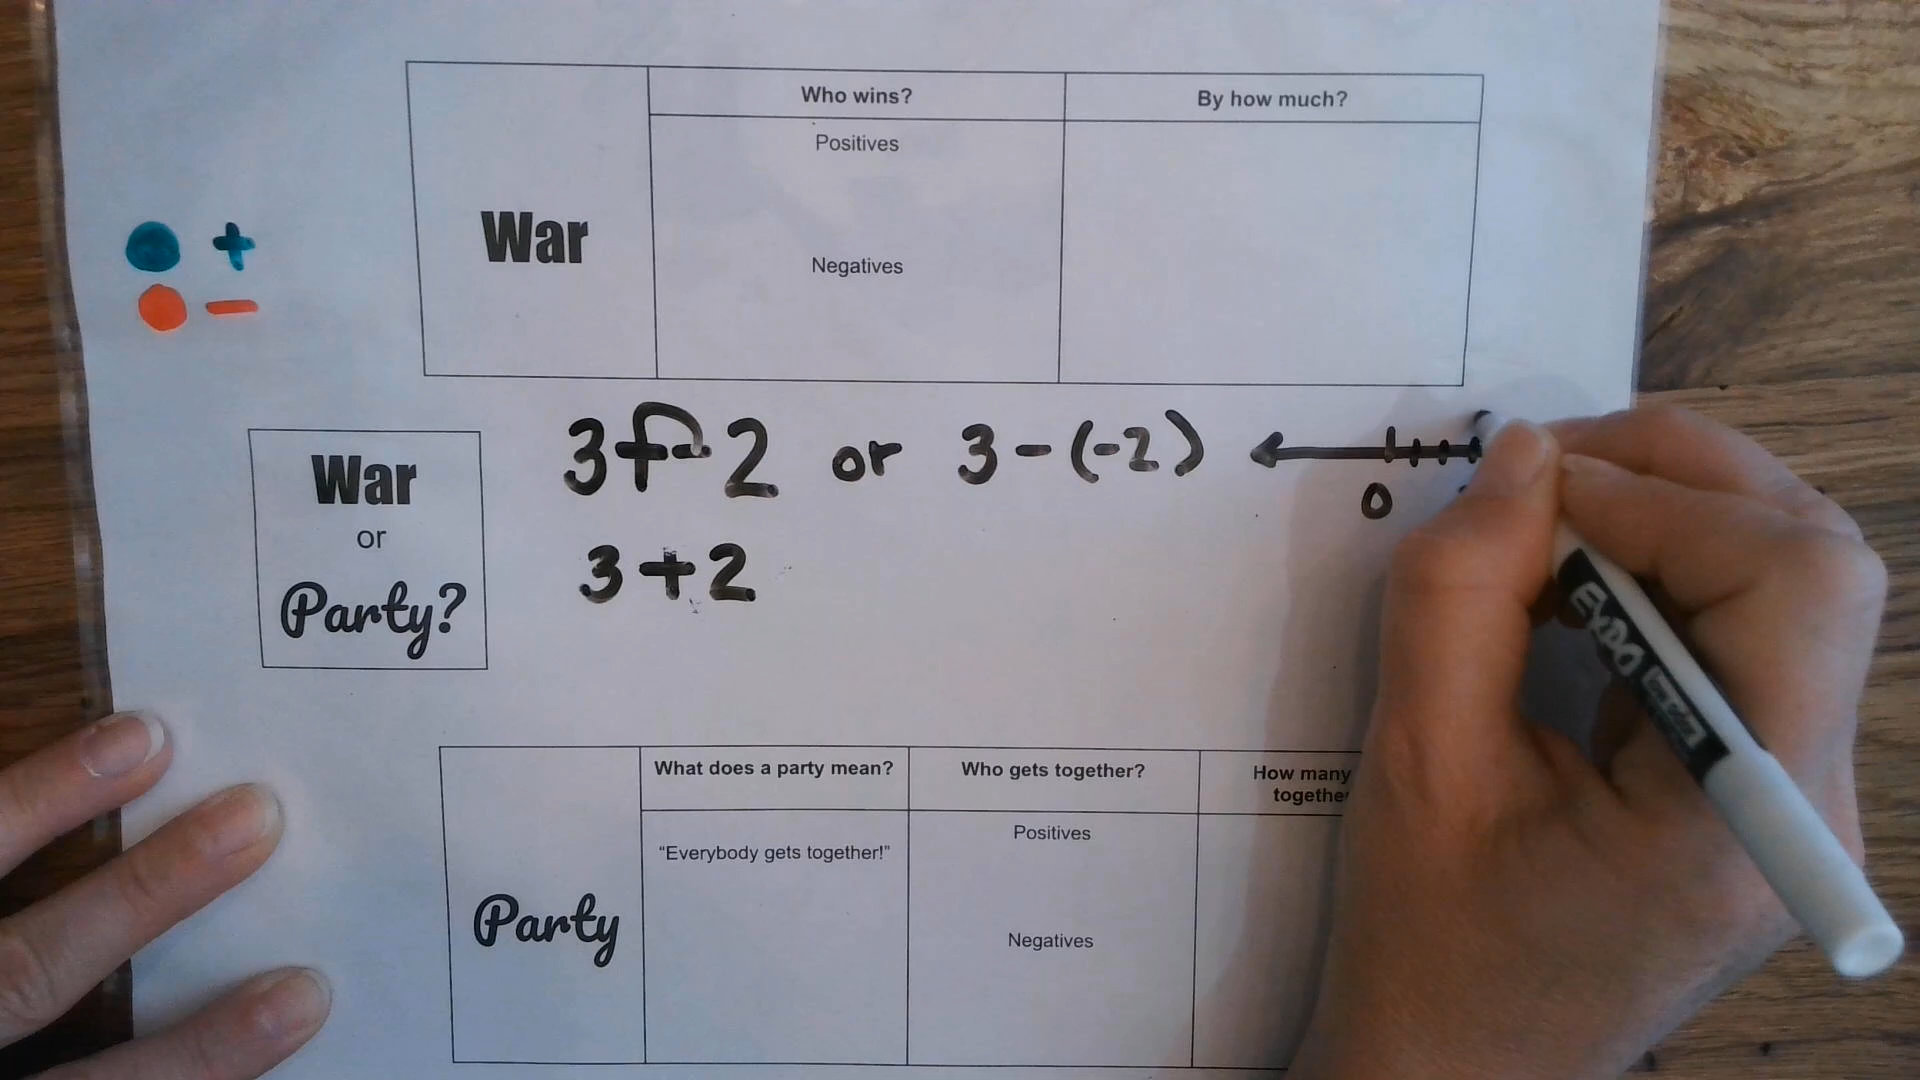 Who wins? By how much?
Positives
War
Negatives
+
-
3+-2 or 3-(-2)
0
War
or
Party?
3+2
What does a party mean? Who gets together? How many
Positives
"Everybody gets together!"
Party
Negatives
EXPO